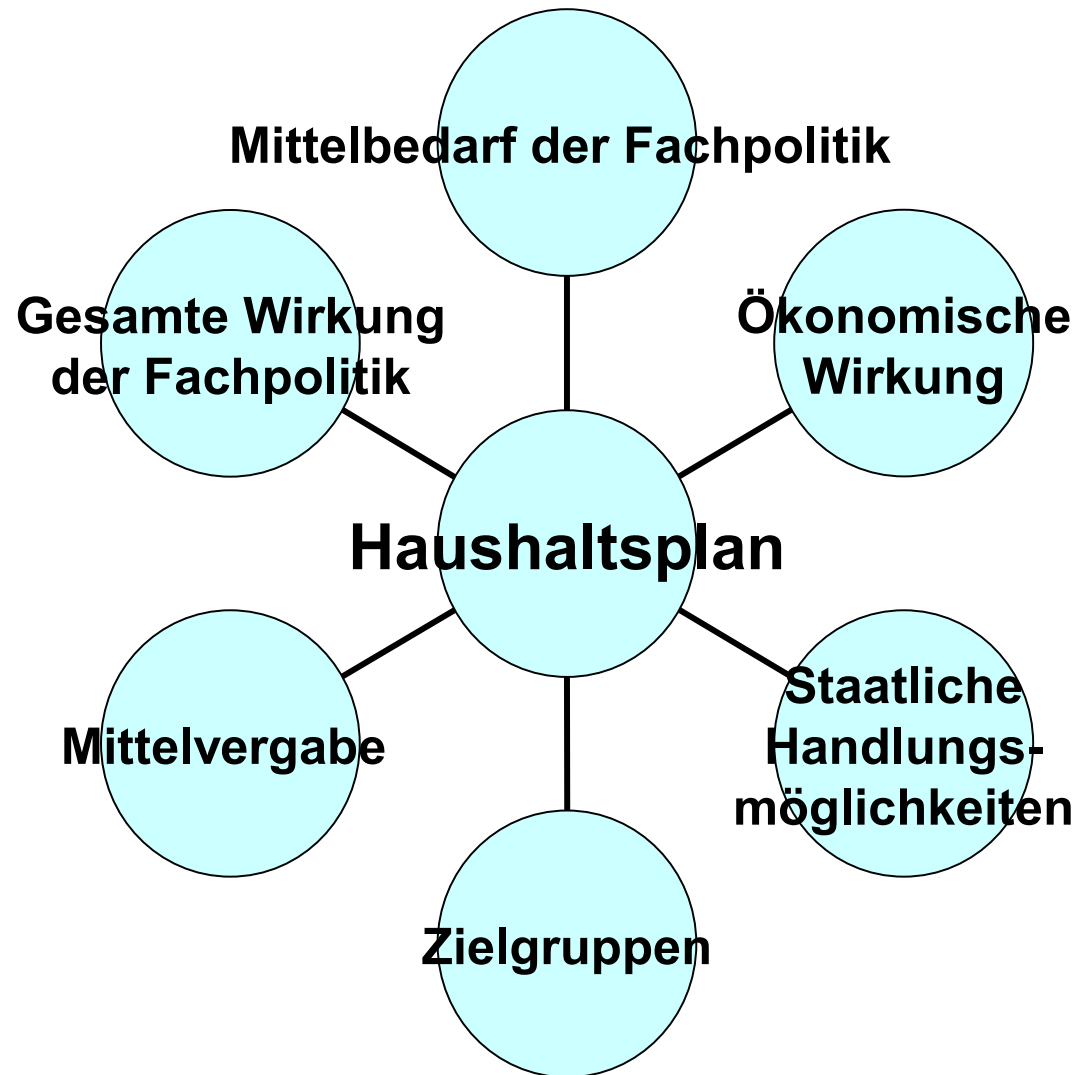 Mittelbedarf der Fachpolitik
Gesamte Wirkung
der Fachpolitik
Ökonomische
Wirkung
Haushaltsplan
Mittelvergabe
Staatliche
Handlungs-
möglichkeiten
Zielgruppen